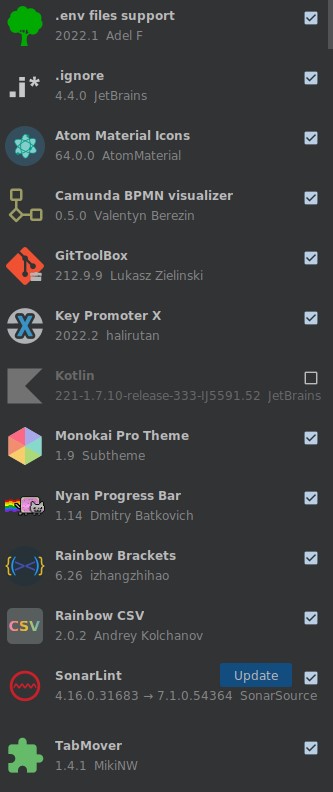 .env files support
2022.1 Adel F
.i*
.ignore
4.4.0 JetBrains
Atom Material Icons
64.0.0 AtomMaterial
Camunda BPMN visualizer
0.5.0 Valentyn Berezin
GitToolBox
212.9.9 Lukasz Zielinski
X
Key Promoter X
2022.2 halirutan
Kotlin
221-1.7.10-release-333-IJ5591.52 JetBrains
Monokai Pro Theme
1.9 Subtheme
Nyan Progress Bar
1.14 Dmitry Batkovich
{(><)}
Rainbow Brackets
6.26 izhangzhihao
CSV
Rainbow CSV
2.0.2 Andrey Kolchanov
SonarLint
Update
4.16.0.31683 → 7.1.0.54364 SonarSource
TabMover
1.4.1 MikiNW